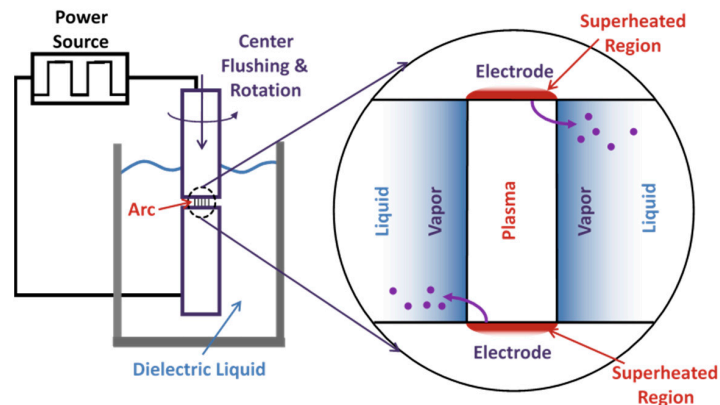 Power
Source
Center
Flushing &
Rotation
Arc
Dielectric Liquid
Superheated
Region
Electrode
Liquid
Vapor
Plasma
Vapor
Liquid
Electrode
Superheated
Region